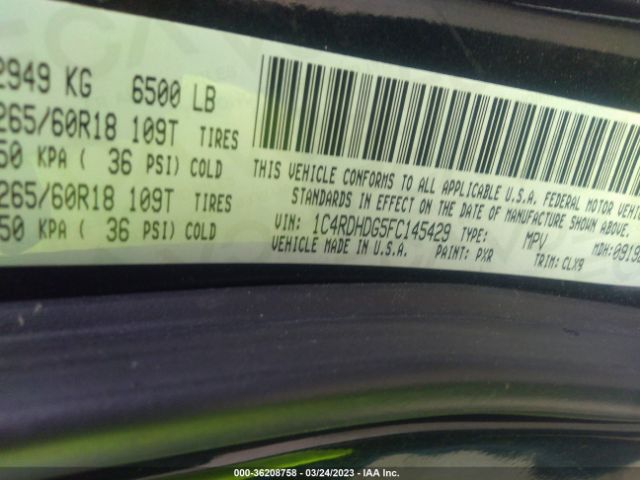 2949 KG 6500 LB
265/60R18 109T TIRES
50 KPA ( 36 PSI) COLD
265/60R18 109T TIRES
50 KPA ( 36 PSI) COLD
THIS VEHICLE CONFORMS TO ALL APPLICABLE U.S.A. FEDERAL MOTOR VEHI
STANDARDS IN EFFECT ON THE DATE OF MANUFACTURE SHOWN ABOVE.
VIN: 1C4RDHDG5FC145429 TYPE: MPV MDH: 0919
VEHICLE MADE IN U.S.A. PAINT: PXR TRIM: CLX9
000-36208758 - 03/24/2023 - IAA Inc.